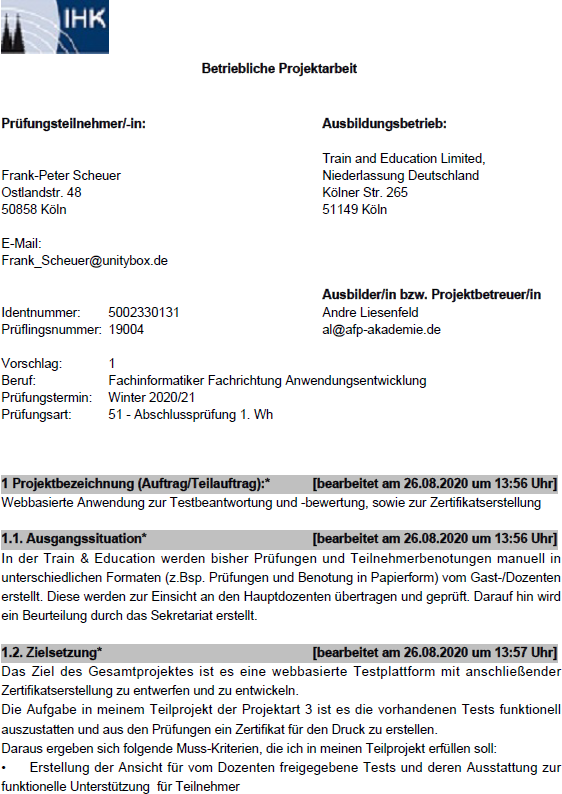 IHK
Betriebliche Projektarbeit
Prüfungsteilnehmer/-in:
Ausbildungsbetrieb:
Train and Education Limited,
Frank-Peter Scheuer
Niederlassung Deutschland
Ostlandstr. 48
Kölner Str. 265
50858 Köln
51149 Köln
E-Mail:
Frank_Scheuer@unitybox.de
Ausbilder/in bzw. Projektbetreuer/in
Identnummer: 5002330131
Andre Liesenfeld
Prüflingsnummer: 19004
al@afp-akademie.de
Vorschlag: 1
Beruf: Fachinformatiker Fachrichtung Anwendungsentwicklung
Prüfungstermin: Winter 2020/21
Prüfungsart: 51 - Abschlussprüfung 1. Wh
1 Projektbezeichnung (Auftrag/Teilauftrag):* [bearbeitet am 26.08.2020 um 13:56 Uhr]
Webbasierte Anwendung zur Testbeantwortung und -bewertung, sowie zur Zertifikatserstellung
1.1. Ausgangssituation* [bearbeitet am 26.08.2020 um 13:56 Uhr]
In der Train & Education werden bisher Prüfungen und Teilnehmerbenotungen manuell in
unterschiedlichen Formaten (z.Bsp. Prüfungen und Benotung in Papierform) vom Gast-/Dozenten
erstellt. Diese werden zur Einsicht an den Hauptdozenten übertragen und geprüft. Darauf hin wird
ein Beurteilung durch das Sekretariat erstellt.
1.2. Zielsetzung* [bearbeitet am 26.08.2020 um 13:57 Uhr]
Das Ziel des Gesamtprojektes ist es eine webbasierte Testplattform mit anschließender
Zertifikatserstellung zu entwerfen und zu entwickeln.
Die Aufgabe in meinem Teilprojekt der Projektart 3 ist es die vorhandenen Tests funktionell
auszustatten und aus den Prüfungen ein Zertifikat für den Druck zu erstellen.
Daraus ergeben sich folgende Muss-Kriterien, die ich in meinen Teilprojekt erfüllen soll:
• Erstellung der Ansicht für vom Dozenten freigegebene Tests und deren Ausstattung zur
funktionelle Unterstützung für Teilnehmer